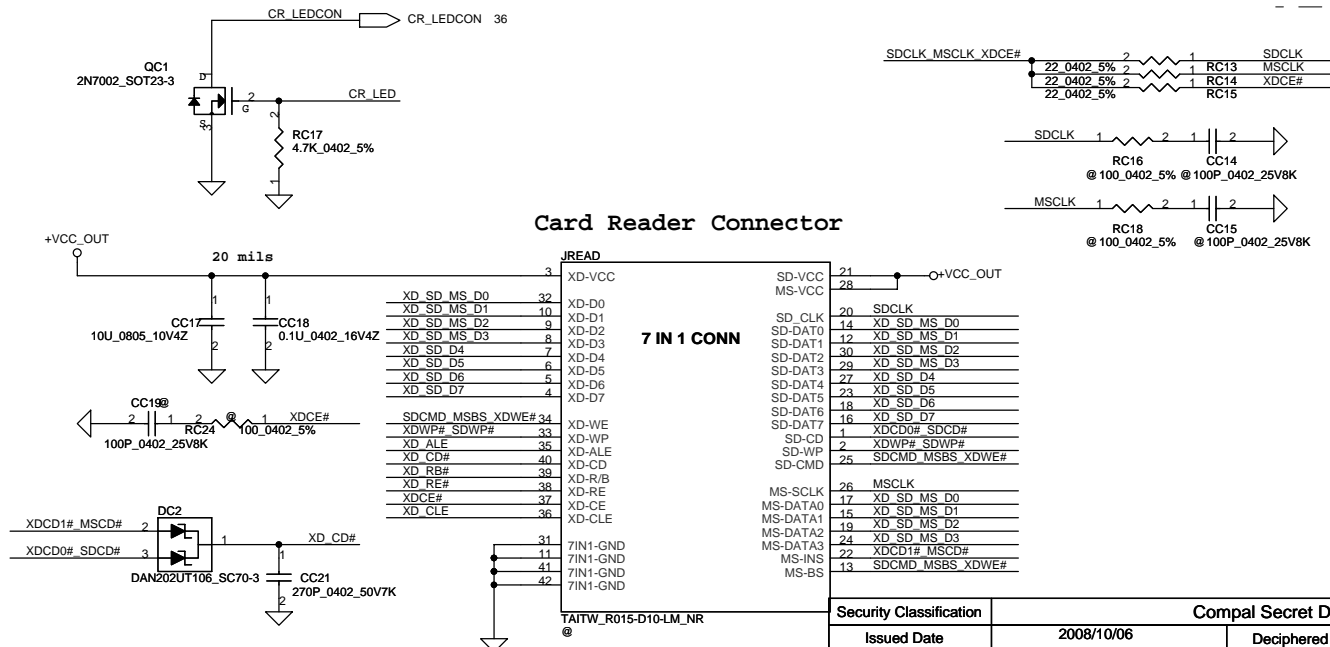 CR_LEDCON
CR_LEDCON 36
QC1
2N7002_SOT23-3
D
2
G
S
3
CR_LED
2
RC17
4.7K_0402_5%
1
SDCLK_MSCLK_XDCE#
2 1 SDCLK
22_0402_5% RC13
2 1 MSCLK
22_0402_5% RC14
2 1 XDCE#
22_0402_5% RC15
SDCLK 1 2 1 2
RC16 CC14
@ 100_0402_5% @ 100P_0402_25V8K
MSCLK 1 2 1 2
RC18 CC15
@ 100_0402_5% @ 100P_0402_25V8K
Card Reader Connector
+VCC_OUT
20 mils
1 1
CC17 CC18
10U_0805_10V4Z 0.1U_0402_16V4Z
2 2
CC19@ @
2 1 2 1 XDCE#
RC24 100_0402_5%
100P_0402_25V8K
DC2
XDCD1#_MSCD# 2
1 XD_CD#
XDCD0#_SDCD# 3
DAN202UT106_SC70-3
1
CC21
270P_0402_50V7K
2
JREAD
7 IN 1 CONN
3 XD-VCC
XD_SD_MS_D0 32 XD-D0
XD_SD_MS_D1 10 XD-D1
XD_SD_MS_D2 9 XD-D2
XD_SD_MS_D3 8 XD-D3
XD_SD_D4 7 XD-D4
XD_SD_D5 6 XD-D5
XD_SD_D6 5 XD-D6
XD_SD_D7 4 XD-D7
SDCMD_MSBS_XDWE# 34 XD-WE
XDWP#_SDWP# 33 XD-WP
XD_ALE 35 XD-ALE
XD_CD# 40 XD-CD
XD_RB# 39 XD-R/B
XD_RE# 38 XD-RE
XDCE# 37 XD-CE
XD_CLE 36 XD-CLE
31 7IN1-GND
11 7IN1-GND
41 7IN1-GND
42 7IN1-GND
SD-VCC 21 +VCC_OUT
MS-VCC 28
SD_CLK 20 SDCLK
SD-DAT0 14 XD_SD_MS_D0
SD-DAT1 12 XD_SD_MS_D1
SD-DAT2 30 XD_SD_MS_D2
SD-DAT3 29 XD_SD_MS_D3
SD-DAT4 27 XD_SD_D4
SD-DAT5 23 XD_SD_D5
SD-DAT6 18 XD_SD_D6
SD-DAT7 16 XD_SD_D7
SD-CD 1 XDCD0#_SDCD#
SD-WP 2 XDWP#_SDWP#
SD-CMD 25 SDCMD_MSBS_XDWE#
MS-SCLK 26 MSCLK
MS-DATA0 17 XD_SD_MS_D0
MS-DATA1 15 XD_SD_MS_D1
MS-DATA2 19 XD_SD_MS_D2
MS-DATA3 24 XD_SD_MS_D3
MS-INS 22 XDCD1#_MSCD#
MS-BS 13 SDCMD_MSBS_XDWE#
TAITW_R015-D10-LM_NR
@
Security Classification Compal Secret D
Issued Date 2008/10/06 Deciphered